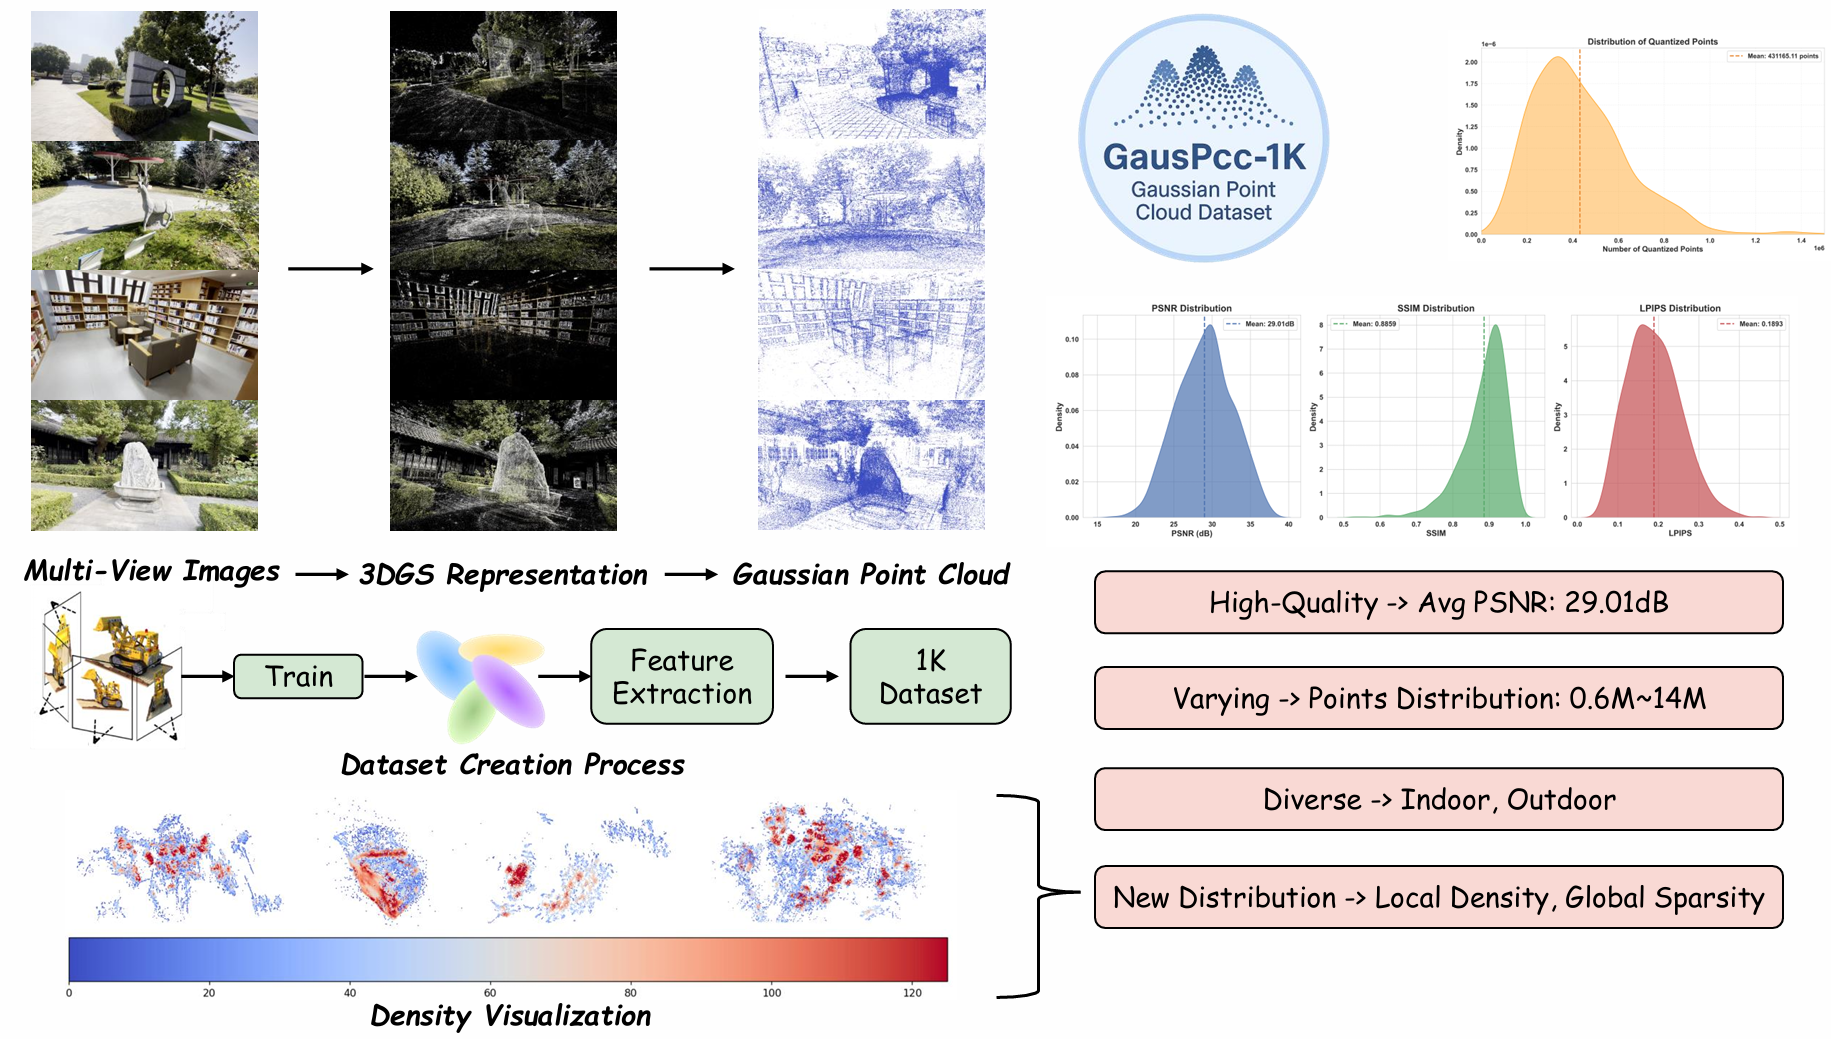 GausPcc-1K
Gaussian Point
Cloud Dataset
Distribution of Quantized Points
1e−6
Mean: 431165.11 points
2.00
1.75
1.50
1.25
1.00
0.75
0.50
0.25
0.00
Density
0.0 0.2 0.4 0.6 0.8 1.0 1.2 1.4
Number of Quantized Points
1e6
PSNR Distribution
Mean: 29.01dB
0.10
0.08
0.06
0.04
0.02
0.00
Density
15 20 25 30 35 40
PSNR (dB)
SSIM Distribution
Mean: 0.8859
8
7
6
5
4
3
2
1
0
Density
0.5 0.6 0.7 0.8 0.9 1.0
SSIM
LPIPS Distribution
Mean: 0.1893
5
4
3
2
1
0
Density
0.0 0.1 0.2 0.3 0.4 0.5
LPIPS
Multi-View Images
3DGS Representation
Gaussian Point Cloud
Train
Feature
Extraction
1K
Dataset
Dataset Creation Process
0 20 40 60 80 100 120
Density Visualization
High-Quality -> Avg PSNR: 29.01dB
Varying -> Points Distribution: 0.6M~14M
Diverse -> Indoor, Outdoor
New Distribution -> Local Density, Global Sparsity